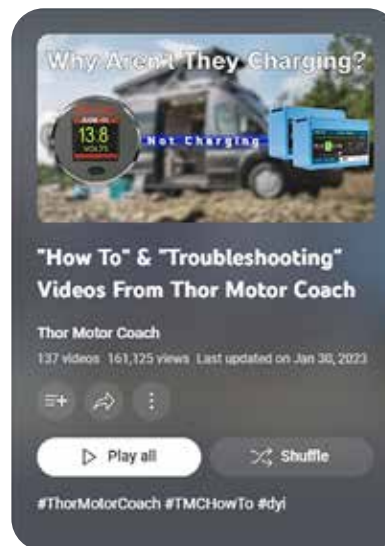 Why Aren't They Charging?
13.8
VOLTS
Not Charging
"How To" & "Troubleshooting"
Videos From Thor Motor Coach
Thor Motor Coach
137 videos 161,125 views Last updated on Jan 30, 2023
Play all
Shuffle
#ThorMotorCoach #TMCHowTo #dyi